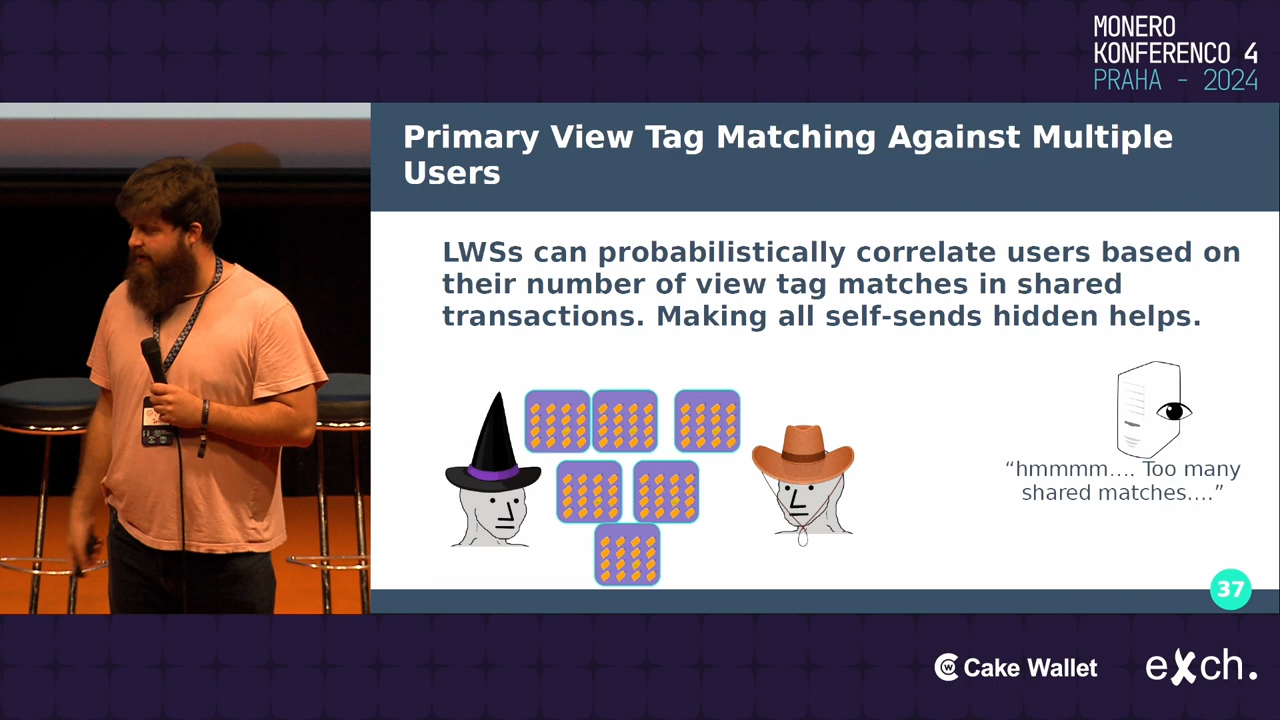 MONERO
KONFERENCO 4
PRAHA - 2024
Primary View Tag Matching Against Multiple
Users
LWSs can probabilistically correlate users based on
their number of view tag matches in shared
transactions. Making all self-sends hidden helps.
“hmmmm.... Too many
shared matches....”
37
Cake Wallet
eXch.